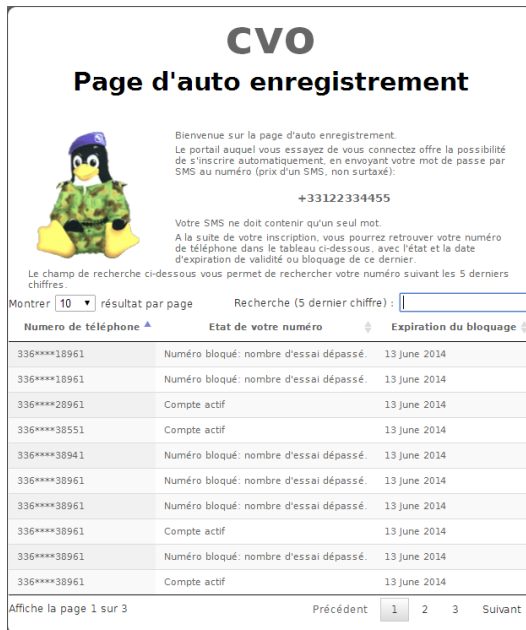 cvo
Page d'auto enregistrement
Bienvenue sur la page d'auto enregistrement.
Le portail auquel vous essayez de vous connectez offre la possibilité
de s'inscrire automatiquement, en envoyant votre mot de passe par
SMS au numéro (prix d'un SMS, non surtaxé):
+33122334455
Votre SMS ne doit contenir qu'un seul mot.
A la suite de votre inscription, vous pourrez retrouver votre numéro
de téléphone dans le tableau ci-dessous, avec l'état et la date
d'expiration de validité ou bloquage de ce dernier.
Le champ de recherche ci-dessous vous permet de rechercher votre numéro suivant les 5 derniers
chiffres.
Montrer 10 résultat par page Recherche (5 dernier chiffre) :
Numero de téléphone Etat de votre numéro Expiration du bloquage
336****18961 Numéro bloqué: nombre d'essai dépassé. 13 June 2014
336****18961 Numéro bloqué: nombre d'essai dépassé. 13 June 2014
336****28961 Compte actif 13 June 2014
336****38551 Compte actif 13 June 2014
336****38941 Numéro bloqué: nombre d'essai dépassé. 13 June 2014
336****38961 Numéro bloqué: nombre d'essai dépassé. 13 June 2014
336****38961 Numéro bloqué: nombre d'essai dépassé. 13 June 2014
336****38961 Compte actif 13 June 2014
336****38961 Numéro bloqué: nombre d'essai dépassé. 13 June 2014
336****38961 Compte actif 13 June 2014
Affiche la page 1 sur 3 Précédent 1 2 3 Suivant